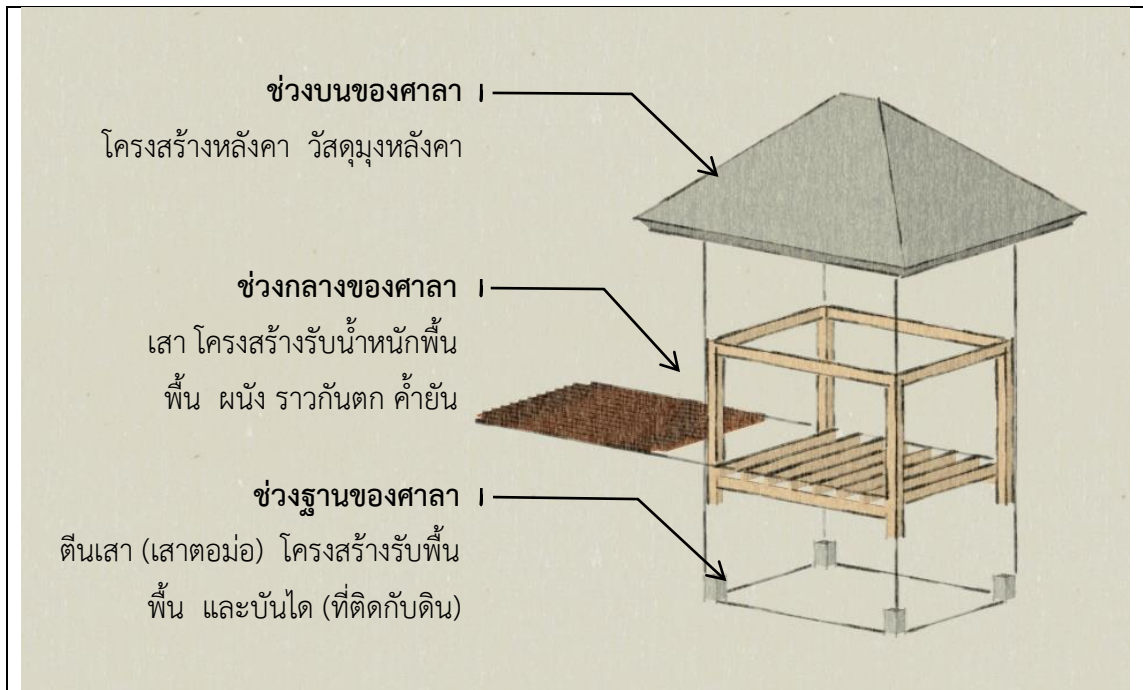 ช่วงบนของศาลา
โครงสร้างหลังคา วัสดุมุงหลังคา
ช่วงกลางของศาลา
เสา โครงสร้างรับน้ำหนักพื้น
พื้น ผนัง ราวกันตก ค้ำยัน
ช่วงฐานของศาลา
ตีนเสา (เสาตอม่อ) โครงสร้างรับพื้น
พื้น และบันได (ที่ติดกับดิน)